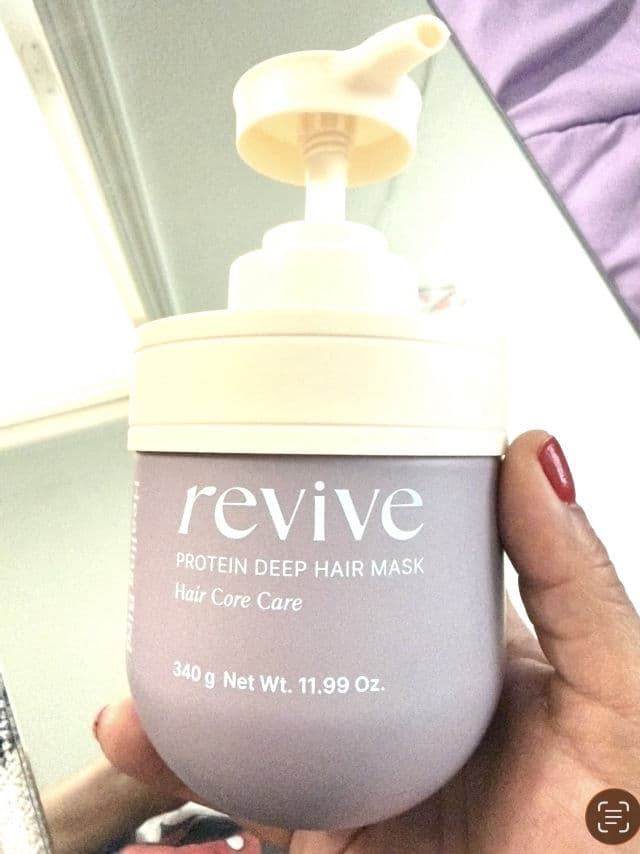 revive
PROTEIN DEEP HAIR MASK
Hair Core Care
340 g Net Wt. 11.99 Oz.